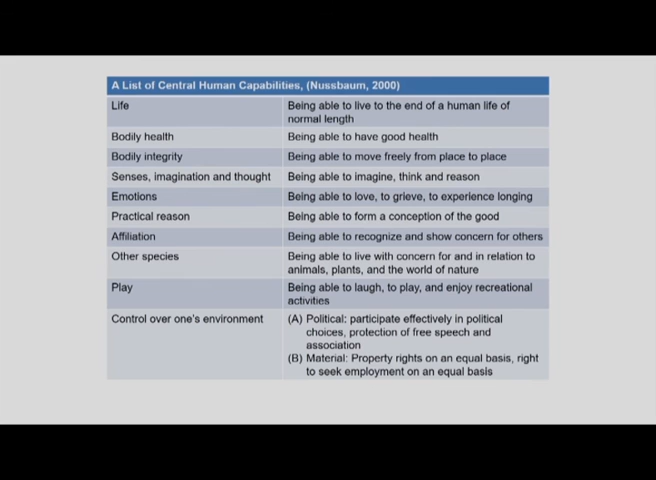 A List of Central Human Capabilities, (Nussbaum, 2000)
Life
Being able to live to the end of a human life of
normal length
Bodily health
Being able to have good health
Bodily integrity
Being able to move freely from place to place
Senses, imagination and thought
Being able to imagine, think and reason
Emotions
Being able to love, to grieve, to experience longing
Practical reason
Being able to form a conception of the good
Affiliation
Being able to recognize and show concern for others
Other species
Being able to live with concern for and in relation to
animals, plants, and the world of nature
Play
Being able to laugh, to play, and enjoy recreational
activities
Control over one's environment
(A) Political: participate effectively in political
choices, protection of free speech and
association
(B) Material: Property rights on an equal basis, right
to seek employment on an equal basis